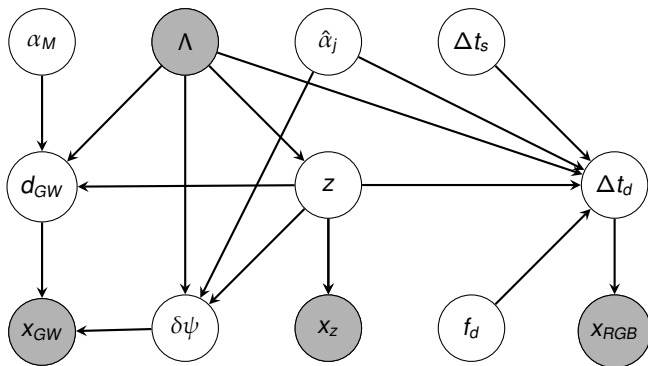 α_M Λ α̂_j Δt_s
d_GW z Δt_d
x_GW δψ x_z f_d x_RGB